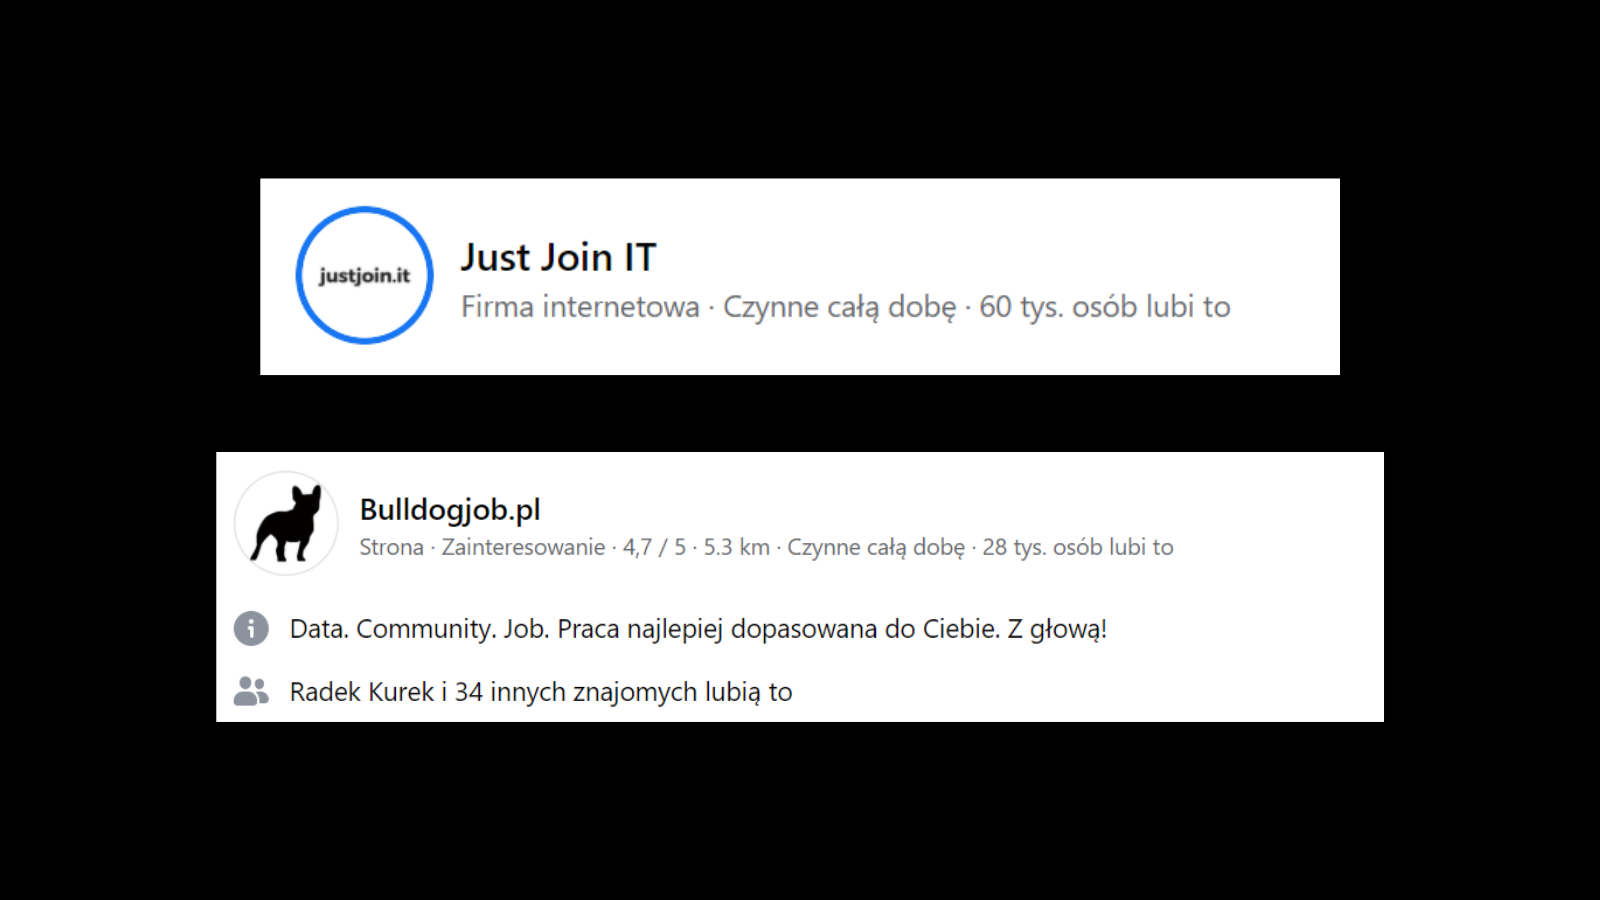 justjoin.it
Just Join IT
Firma internetowa · Czynne całą dobę · 60 tys. osób lubi to
Bulldogjob.pl
Strona · Zainteresowanie · 4,7 / 5 · 5.3 km · Czynne całą dobę · 28 tys. osób lubi to
Data. Community. Job. Praca najlepiej dopasowana do Ciebie. Z głową!
Radek Kurek i 34 innych znajomych lubią to